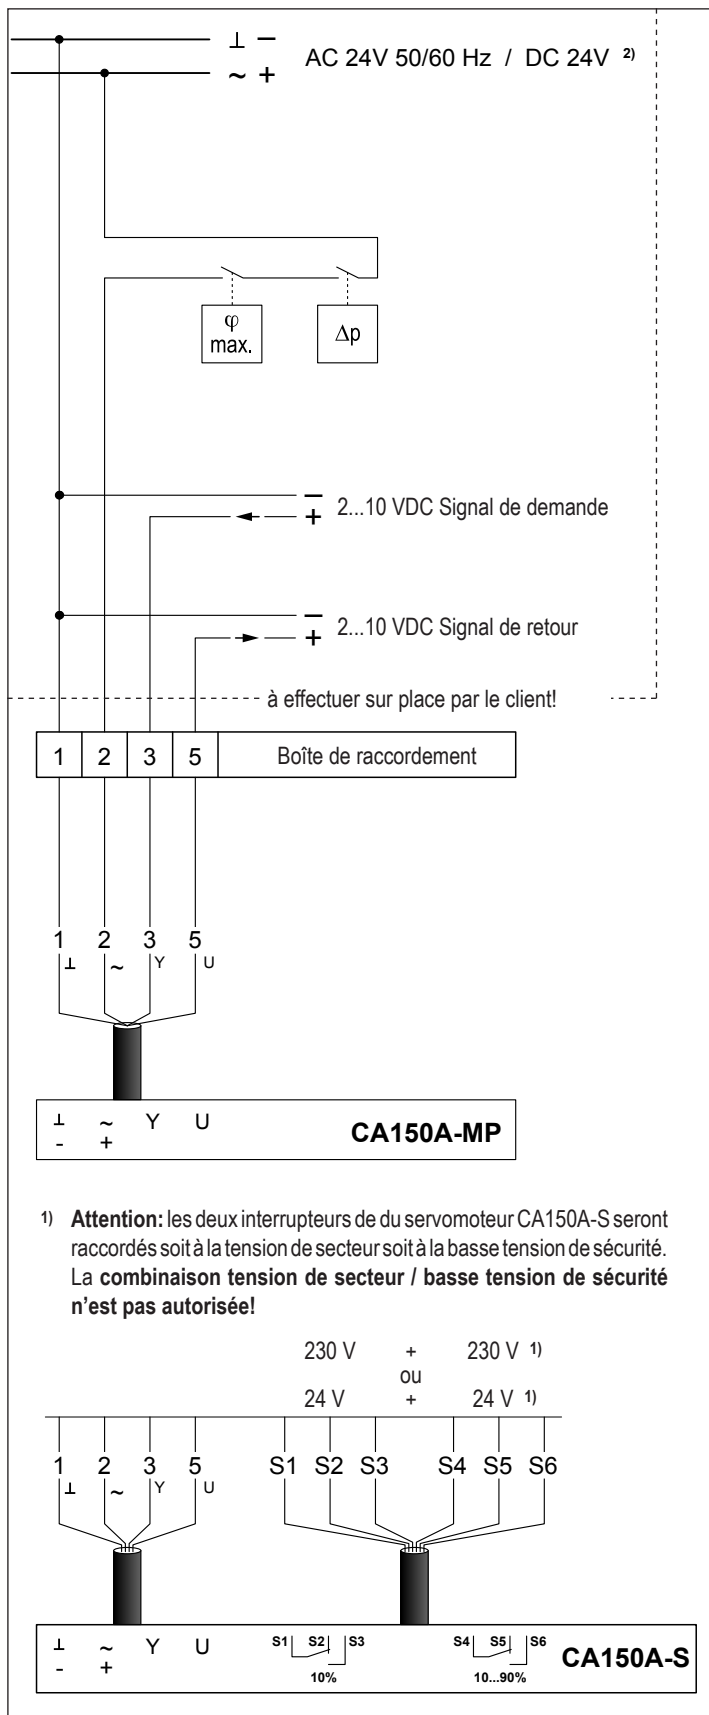 ⊥ −
AC 24V 50/60 Hz / DC 24V 2)
~ +
φ
max.
Δp
−
+
2...10 VDC Signal de demande
−
+
2...10 VDC Signal de retour
à effectuer sur place par le client!
1 2 3 5 Boîte de raccordement
1 2 3 5
⊥ ~ Y U
⊥ ~ Y U
- +
CA150A-MP
1) Attention: les deux interrupteurs de du servomoteur CA150A-S seront
raccordés soit à la tension de secteur soit à la basse tension de sécurité.
La combinaison tension de secteur / basse tension de sécurité
n'est pas autorisée!
230 V + 230 V 1)
ou
24 V + 24 V 1)
1 2 3 5 S1 S2 S3 S4 S5 S6
⊥ ~ Y U
⊥ ~ Y U S1 S2 S3 S4 S5 S6
- +
10% 10...90%
CA150A-S